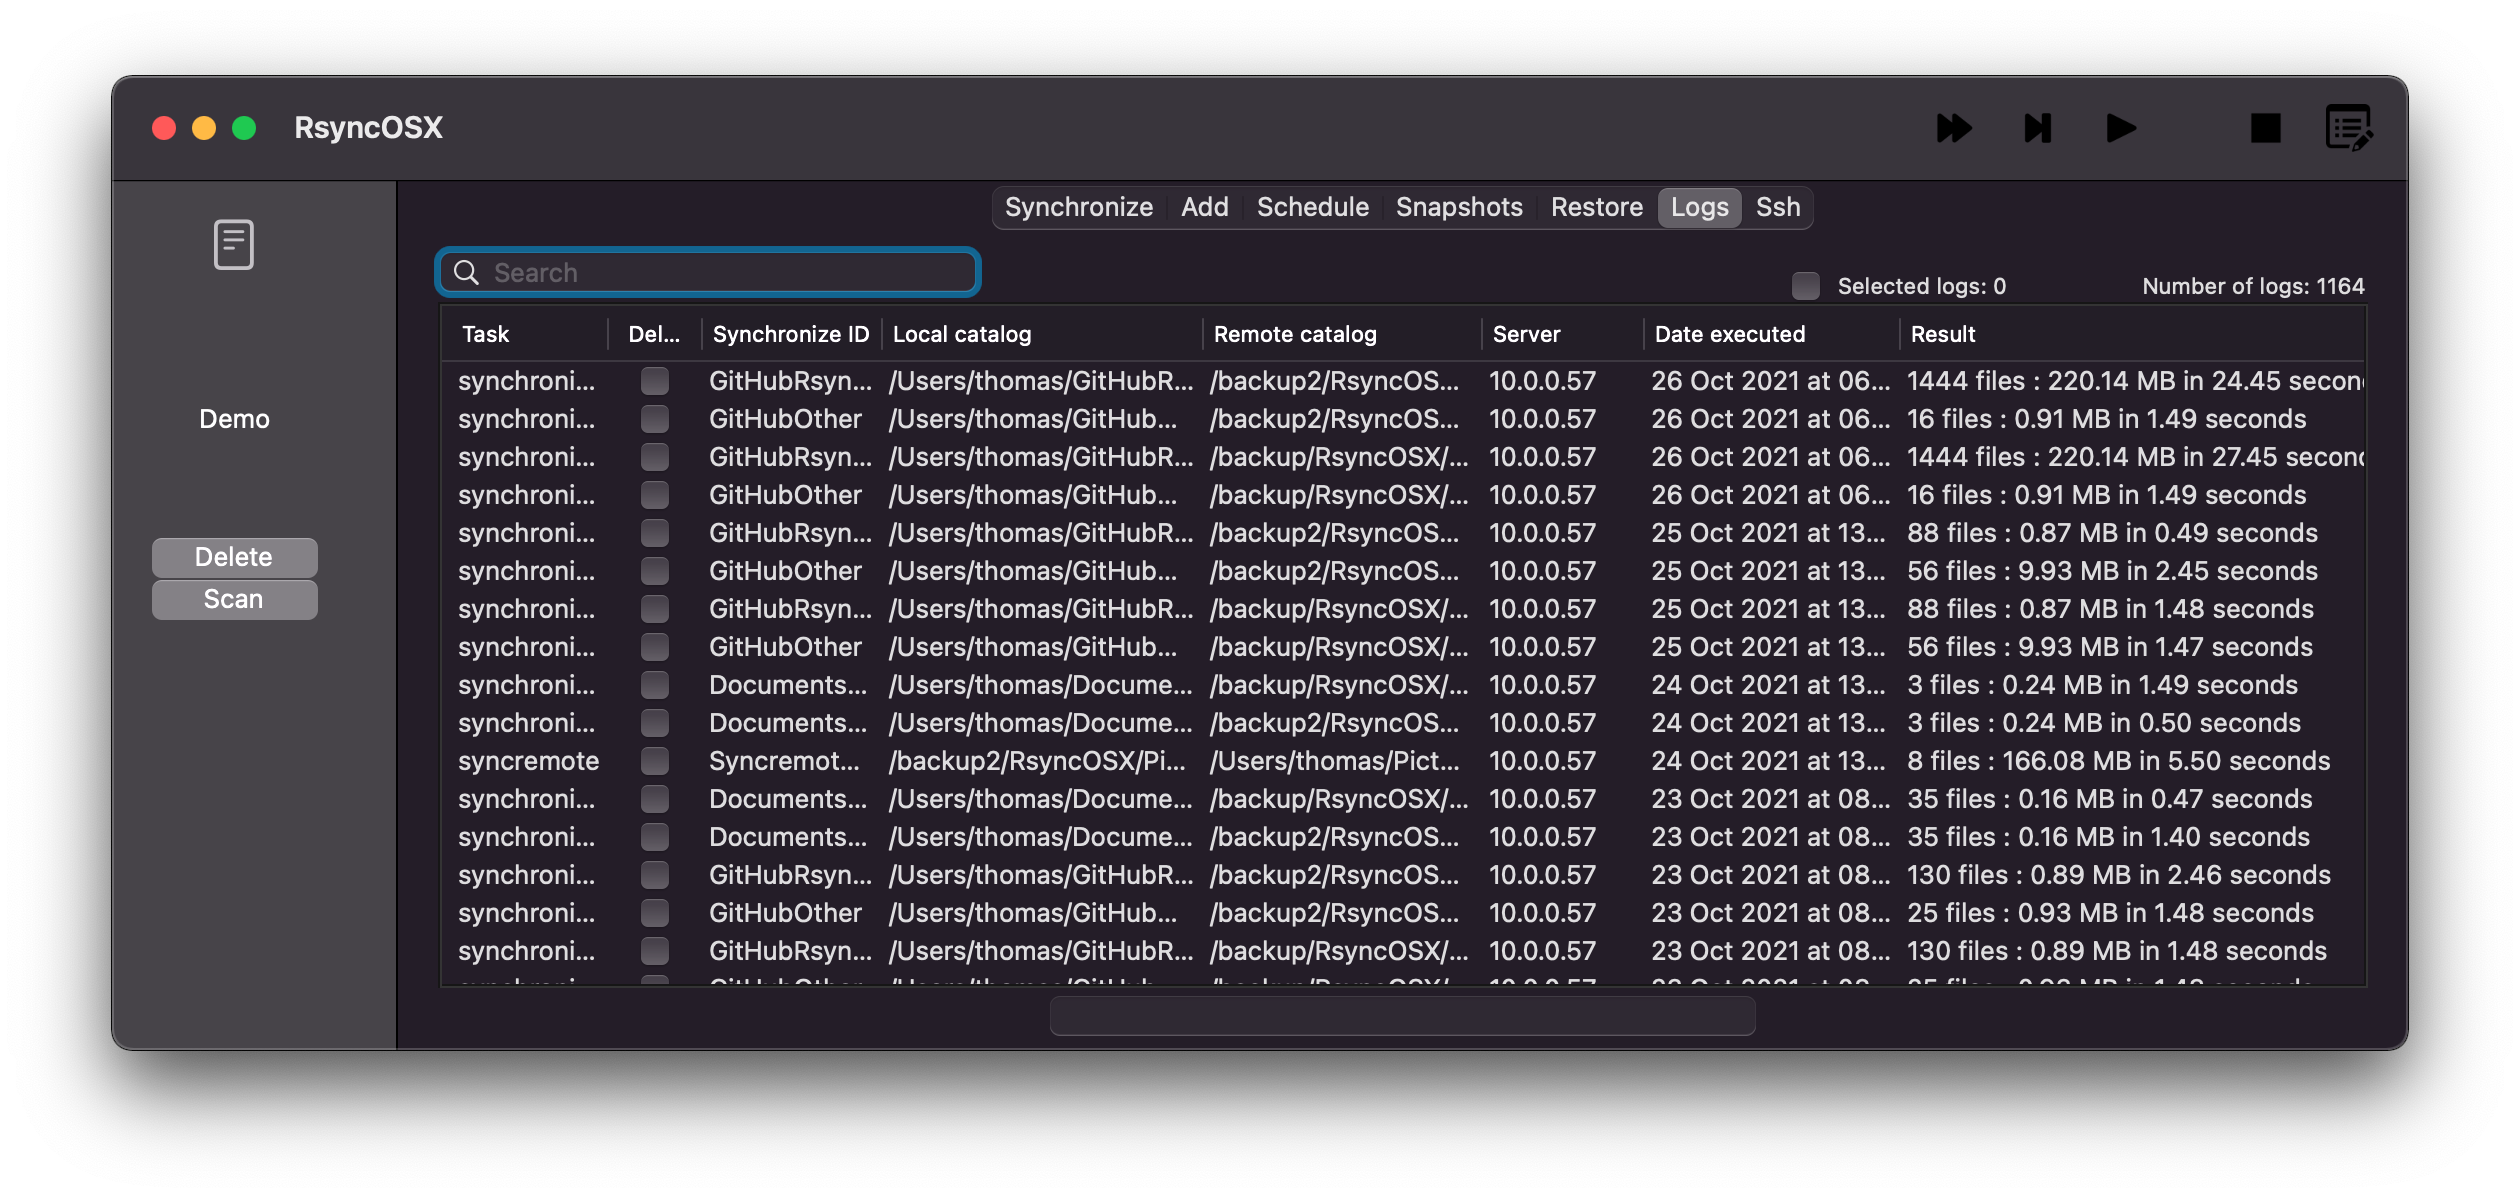 RsyncOSX
Synchronize Add Schedule Snapshots Restore Logs Ssh
Search
Selected logs: 0 Number of logs: 1164
Demo
Delete
Scan
Task Del... Synchronize ID Local catalog Remote catalog Server Date executed Result
synchroni... GitHubRsyn... /Users/thomas/GitHubR... /backup2/RsyncOS... 10.0.0.57 26 Oct 2021 at 06... 1444 files : 220.14 MB in 24.45 secon
synchroni... GitHubOther /Users/thomas/GitHub... /backup2/RsyncOS... 10.0.0.57 26 Oct 2021 at 06... 16 files : 0.91 MB in 1.49 seconds
synchroni... GitHubRsyn... /Users/thomas/GitHubR... /backup/RsyncOSX/... 10.0.0.57 26 Oct 2021 at 06... 1444 files : 220.14 MB in 27.45 secon
synchroni... GitHubOther /Users/thomas/GitHub... /backup/RsyncOSX/... 10.0.0.57 26 Oct 2021 at 06... 16 files : 0.91 MB in 1.49 seconds
synchroni... GitHubRsyn... /Users/thomas/GitHubR... /backup2/RsyncOS... 10.0.0.57 25 Oct 2021 at 13... 88 files : 0.87 MB in 0.49 seconds
synchroni... GitHubOther /Users/thomas/GitHub... /backup2/RsyncOS... 10.0.0.57 25 Oct 2021 at 13... 56 files : 9.93 MB in 2.45 seconds
synchroni... GitHubRsyn... /Users/thomas/GitHubR... /backup/RsyncOSX/... 10.0.0.57 25 Oct 2021 at 13... 88 files : 0.87 MB in 1.48 seconds
synchroni... GitHubOther /Users/thomas/GitHub... /backup/RsyncOSX/... 10.0.0.57 25 Oct 2021 at 13... 56 files : 9.93 MB in 1.47 seconds
synchroni... Documents... /Users/thomas/Docume... /backup/RsyncOSX/... 10.0.0.57 24 Oct 2021 at 13... 3 files : 0.24 MB in 1.49 seconds
synchroni... Documents... /Users/thomas/Docume... /backup2/RsyncOS... 10.0.0.57 24 Oct 2021 at 13... 3 files : 0.24 MB in 0.50 seconds
syncremote Syncremot... /backup2/RsyncOSX/Pi... /Users/thomas/Pict... 10.0.0.57 24 Oct 2021 at 13... 8 files : 166.08 MB in 5.50 seconds
synchroni... Documents... /Users/thomas/Docume... /backup/RsyncOSX/... 10.0.0.57 23 Oct 2021 at 08... 35 files : 0.16 MB in 0.47 seconds
synchroni... Documents... /Users/thomas/Docume... /backup2/RsyncOS... 10.0.0.57 23 Oct 2021 at 08... 35 files : 0.16 MB in 1.40 seconds
synchroni... GitHubRsyn... /Users/thomas/GitHubR... /backup2/RsyncOS... 10.0.0.57 23 Oct 2021 at 08... 130 files : 0.89 MB in 2.46 seconds
synchroni... GitHubOther /Users/thomas/GitHub... /backup2/RsyncOS... 10.0.0.57 23 Oct 2021 at 08... 25 files : 0.93 MB in 1.48 seconds
synchroni... GitHubRsyn... /Users/thomas/GitHubR... /backup/RsyncOSX/... 10.0.0.57 23 Oct 2021 at 08... 130 files : 0.89 MB in 1.48 seconds